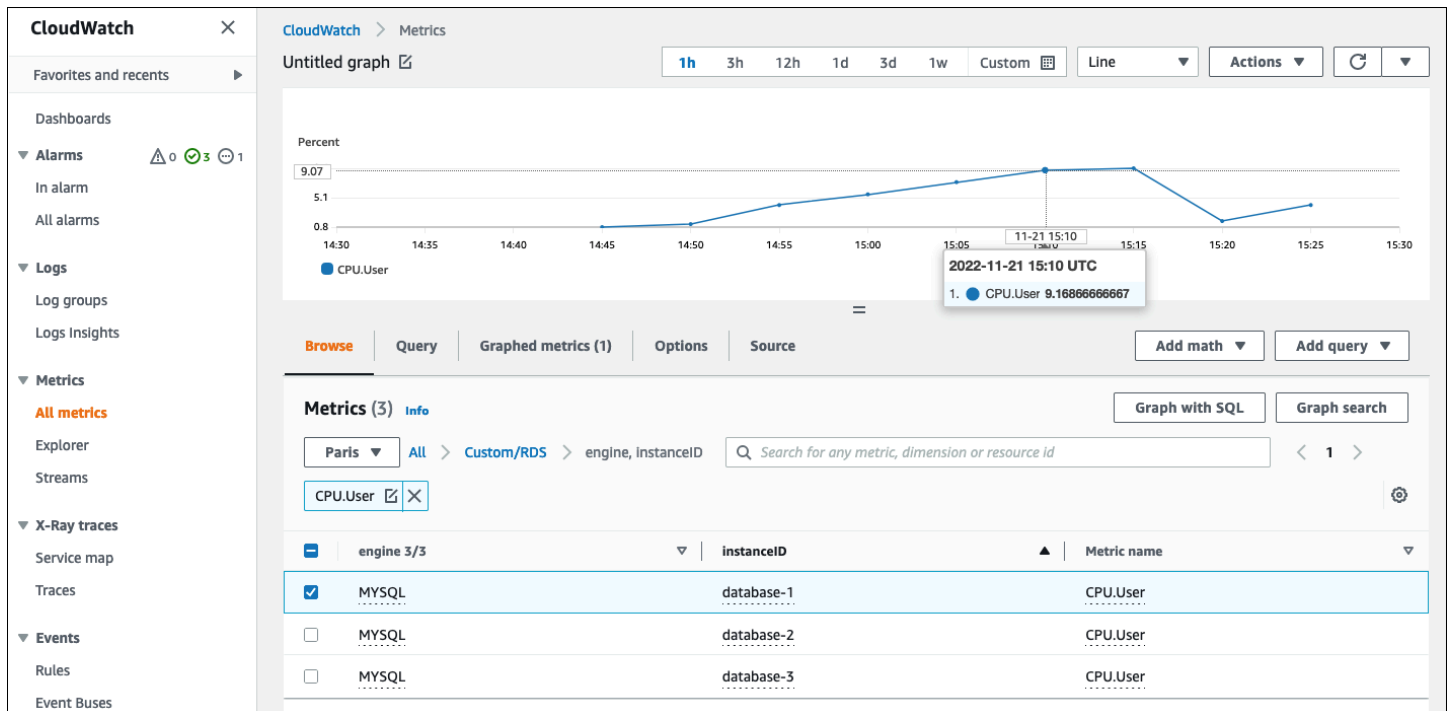 CloudWatch
Favorites and recents
Dashboards
Alarms 0 3 1
In alarm
All alarms
Logs
Log groups
Logs Insights
Metrics
All metrics
Explorer
Streams
X-Ray traces
Service map
Traces
Events
Rules
Event Buses
CloudWatch > Metrics
Untitled graph
1h 3h 12h 1d 3d 1w Custom Line Actions
Percent
9.07
5.1
0.8
14:30 14:35 14:40 14:45 14:50 14:55 15:00 15:05 15:10 15:15 15:20 15:25 15:30
11-21 15:10
CPU.User
2022-11-21 15:10 UTC
1. CPU.User 9.16866666667
Browse Query Graphed metrics (1) Options Source Add math Add query
Metrics (3) Info Graph with SQL Graph search
Paris All > Custom/RDS > engine, instanceID Search for any metric, dimension or resource id < 1 >
CPU.User
engine 3/3 instanceID Metric name
MYSQL database-1 CPU.User
MYSQL database-2 CPU.User
MYSQL database-3 CPU.User